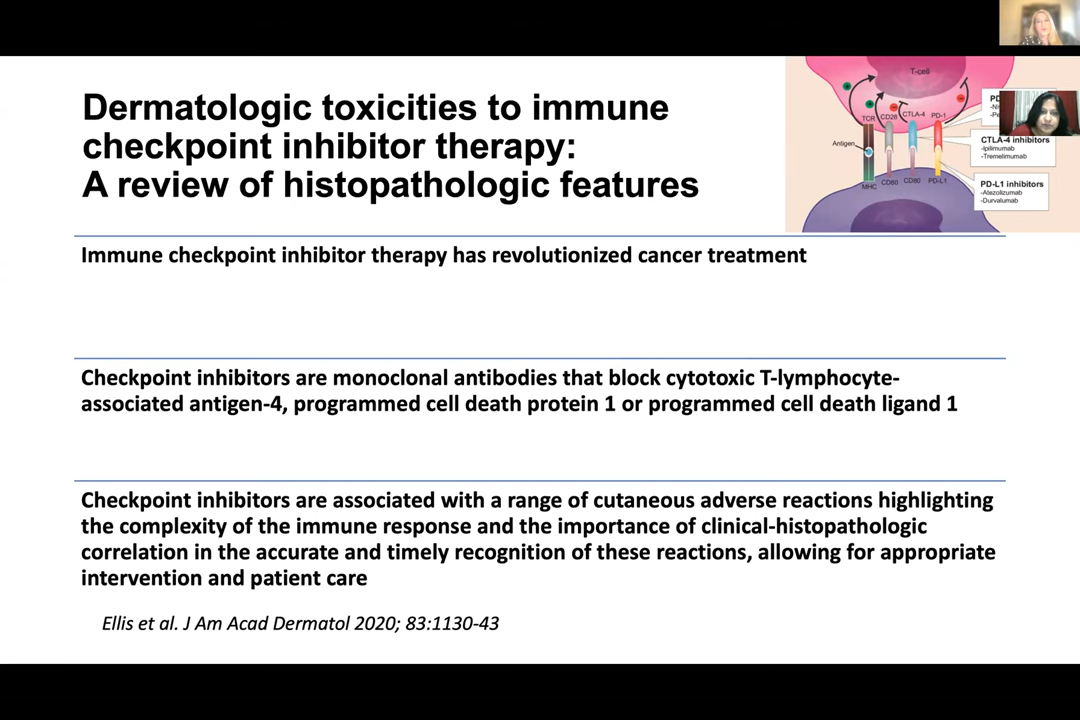 Dermatologic toxicities to immune
checkpoint inhibitor therapy:
A review of histopathologic features
T-cell
TCR CD28 CTLA-4 PD-1
Antigen
MHC CD80 CD80 PD-L1
CTLA-4 inhibitors
-Ipilimumab
-Tremelimumab
PD-L1 inhibitors
-Atezolizumab
-Durvalumab
Immune checkpoint inhibitor therapy has revolutionized cancer treatment
Checkpoint inhibitors are monoclonal antibodies that block cytotoxic T-lymphocyte-
associated antigen-4, programmed cell death protein 1 or programmed cell death ligand 1
Checkpoint inhibitors are associated with a range of cutaneous adverse reactions highlighting
the complexity of the immune response and the importance of clinical-histopathologic
correlation in the accurate and timely recognition of these reactions, allowing for appropriate
intervention and patient care
Ellis et al. J Am Acad Dermatol 2020; 83:1130-43